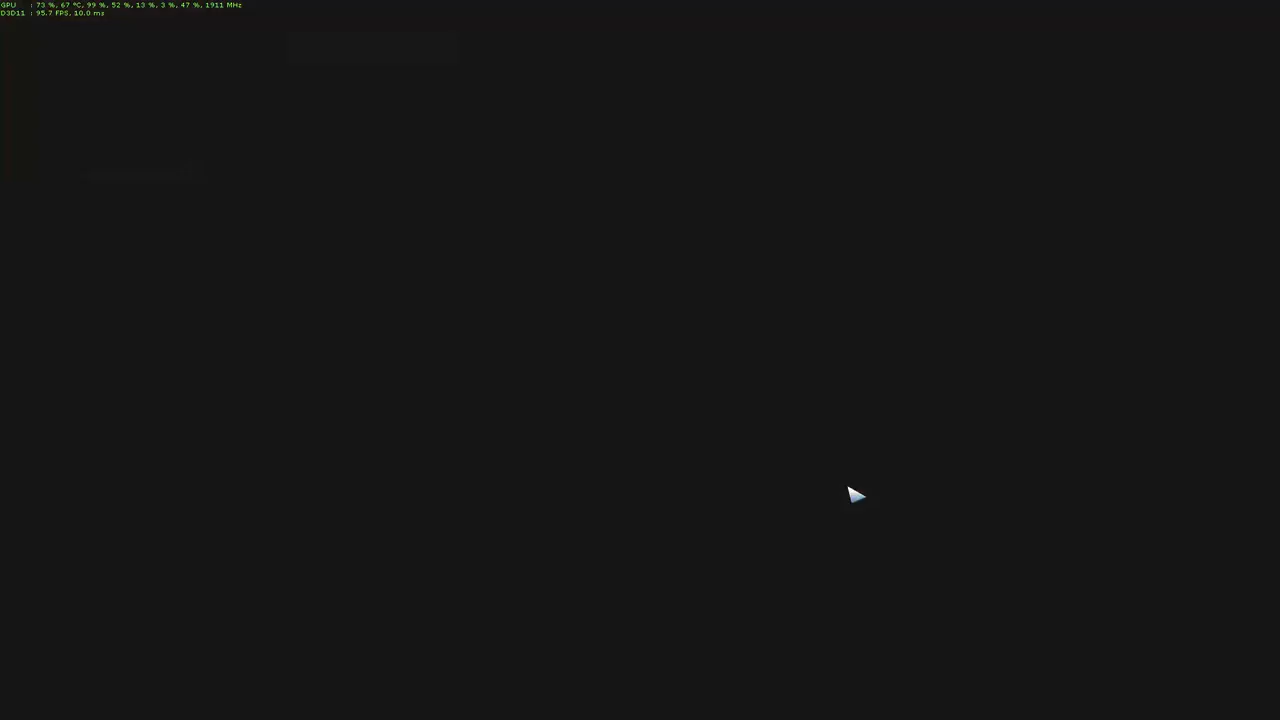 GPU : 73 %, 67 °C, 99 %, 52 %, 13 %, 3 %, 47 %, 1911 MHz
D3D11 : 95.7 FPS, 10.0 ms